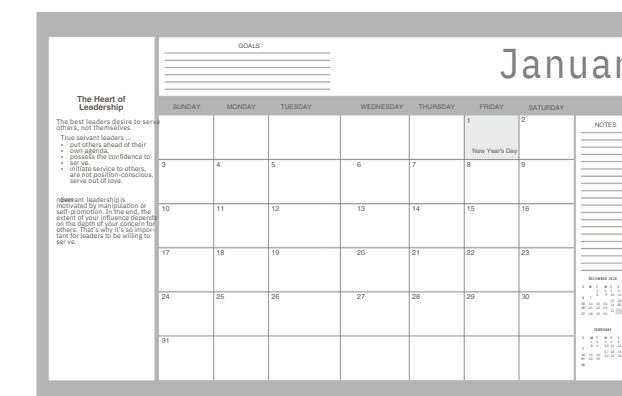 GOALS
Januar
The Heart of
Leadership
SUNDAY MONDAY TUESDAY WEDNESDAY THURSDAY FRIDAY SATURDAY
The best leaders desire to serve
others, not themselves.
True servant leaders ...
• put others ahead of their
• own agenda.
• possess the confidence to
• serve.
• initiate service to others.
are not position-conscious.
serve out of love.
Servant leadership is
motivated by manipulation or
self-promotion. In the end, the
extent of your influence depends
on the depth of your concern for
others. That's why it's so impor-
tant for leaders to be willing to
serve.
1 2
New Year's Day
NOTES
3 4 5 6 7 8 9
10 11 12 13 14 15 16
17 18 19 20 21 22 23
24 25 26 27 28 29 30
31
DECEMBER 2020
FEBRUARY